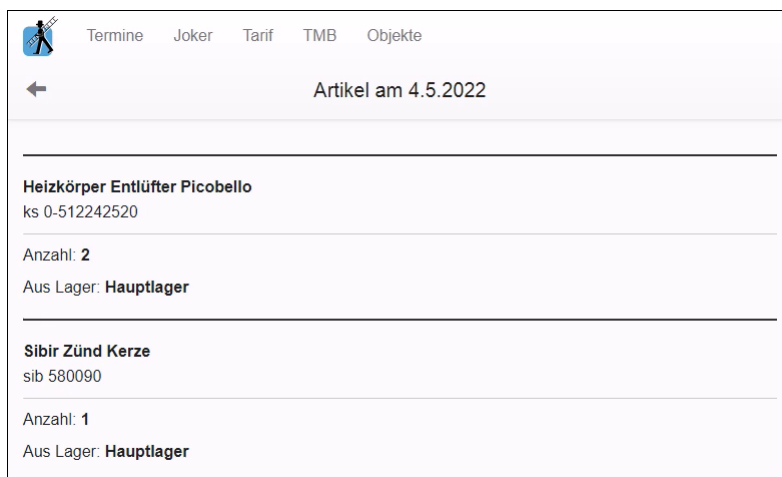 Termine Joker Tarif TMB Objekte
Artikel am 4.5.2022
Heizkörper Entlüfter Picobello
ks 0-512242520
Anzahl: 2
Aus Lager: Hauptlager
Sibir Zünd Kerze
sib 580090
Anzahl: 1
Aus Lager: Hauptlager